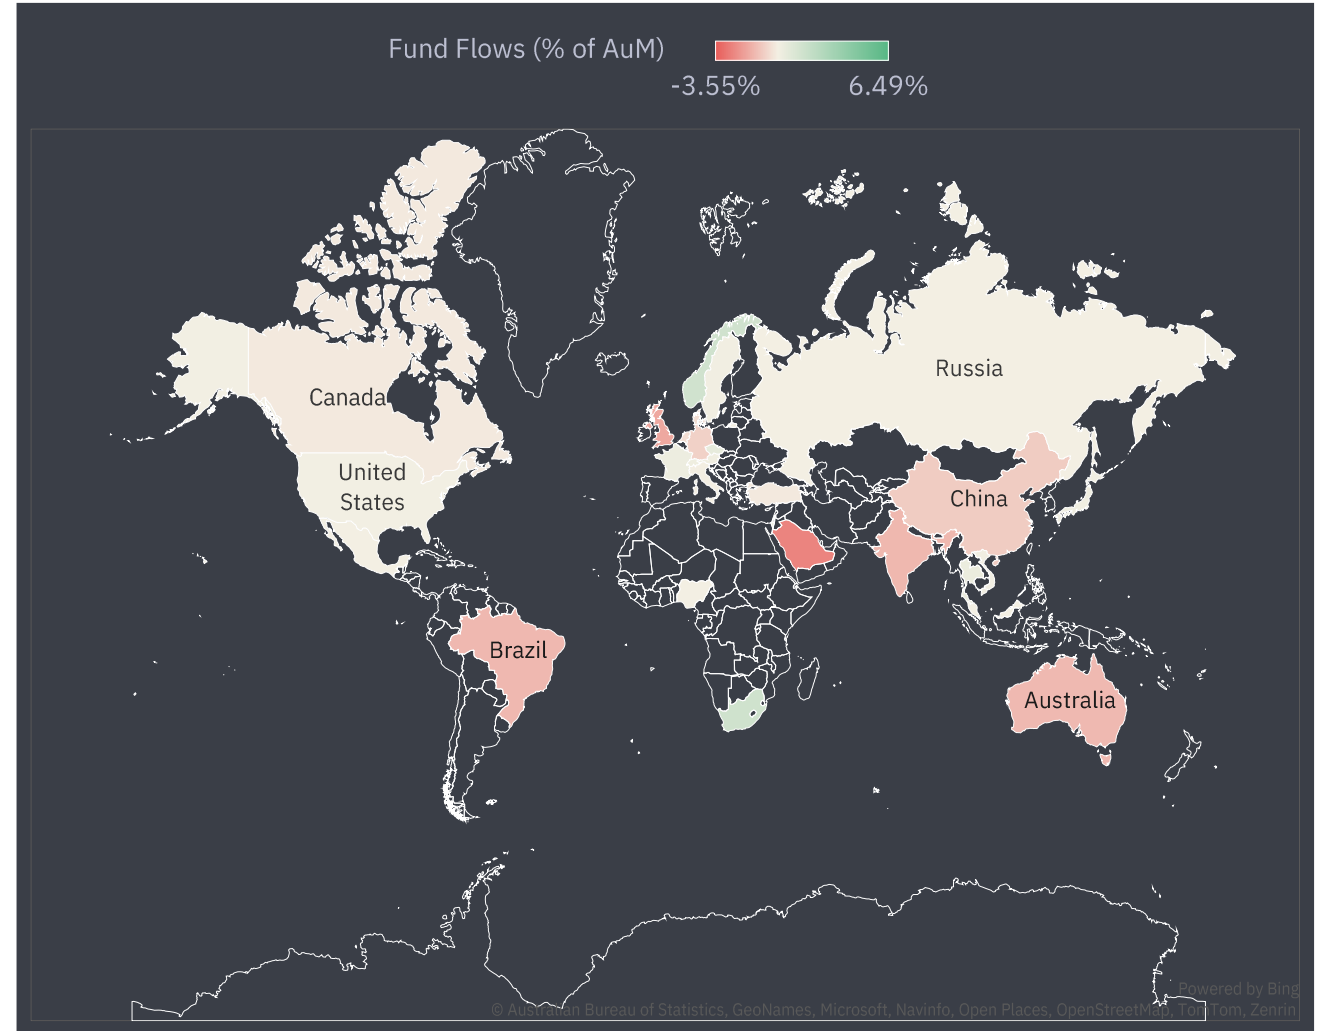 Fund Flows (% of AuM)
-3.55% 6.49%
Canada
Russia
United
States
China
Brazil
Australia
Powered by Bing
© Australian Bureau of Statistics, GeoNames, Microsoft, Navinfo, Open Places, OpenStreetMap, TomTom, Zenrin